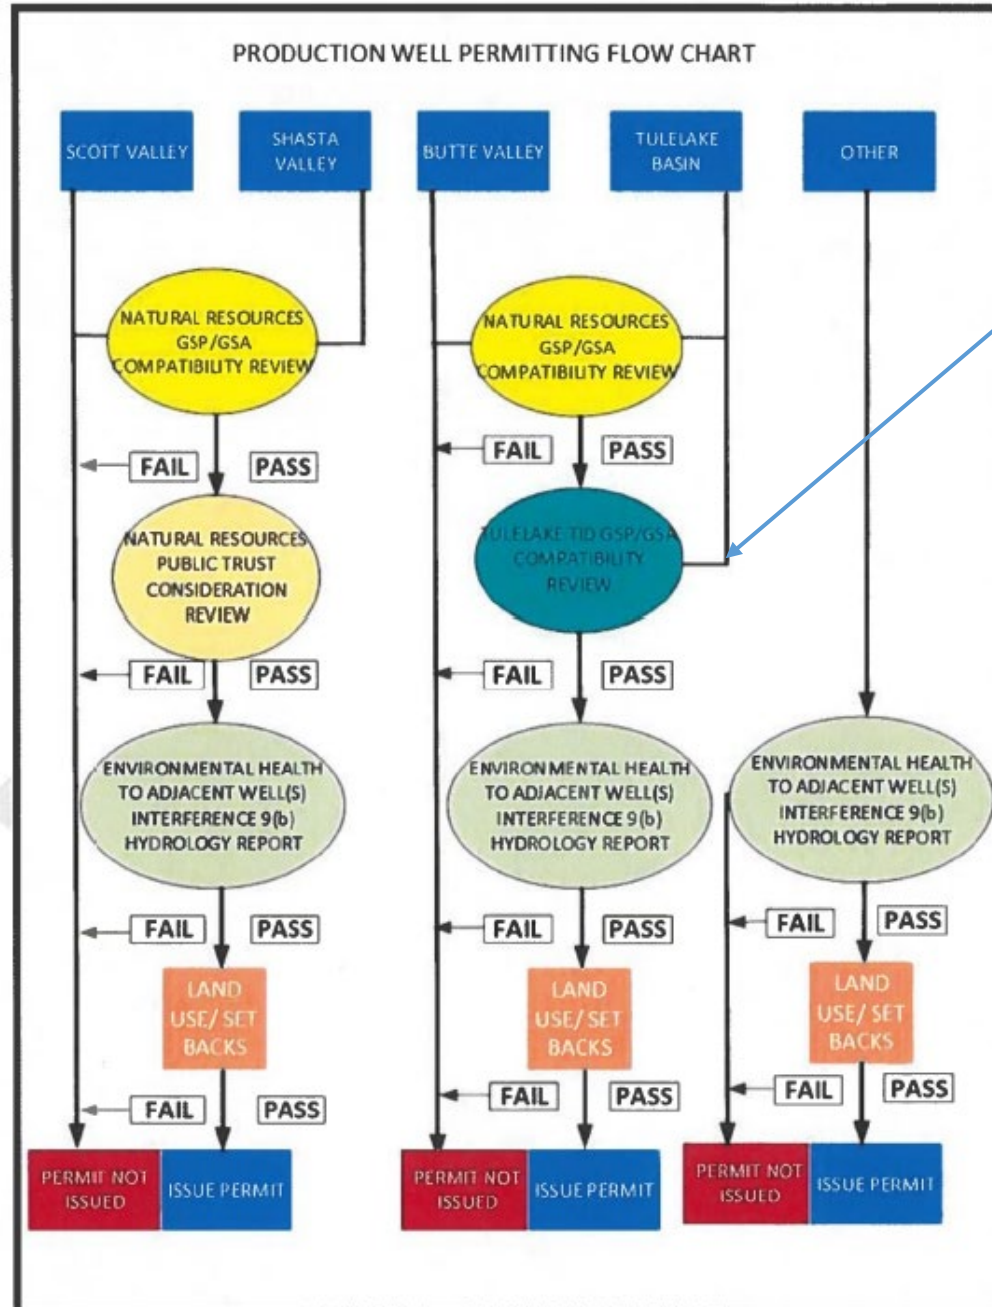 PRODUCTION WELL PERMITTING FLOW CHART
SCOTT VALLEY
SHASTA
VALLEY
BUTTE VALLEY
TULELAKE
BASIN
OTHER
NATURAL RESOURCES
GSP/GSA
COMPATIBILITY REVIEW
NATURAL RESOURCES
GSP/GSA
COMPATIBILITY REVIEW
FAIL
PASS
FAIL
PASS
NATURAL RESOURCES
PUBLIC TRUST
CONSIDERATION
REVIEW
TULELAKE TID GSP/GSA
COMPATIBILITY
REVIEW
FAIL
PASS
FAIL
PASS
ENVIRONMENTAL HEALTH
TO ADJACENT WELL(S)
INTERFERENCE 9(b)
HYDROLOGY REPORT
ENVIRONMENTAL HEALTH
TO ADJACENT WELL(S)
INTERFERENCE 9(b)
HYDROLOGY REPORT
ENVIRONMENTAL HEALTH
TO ADJACENT WELL(S)
INTERFERENCE 9(b)
HYDROLOGY REPORT
FAIL
PASS
FAIL
PASS
FAIL
PASS
LAND
USE/ SET
BACKS
LAND
USE/ SET
BACKS
LAND
USE/ SET
BACKS
FAIL
PASS
FAIL
PASS
FAIL
PASS
PERMIT NOT
ISSUED
ISSUE PERMIT
PERMIT NOT
ISSUED
ISSUE PERMIT
PERMIT NOT
ISSUED
ISSUE PERMIT